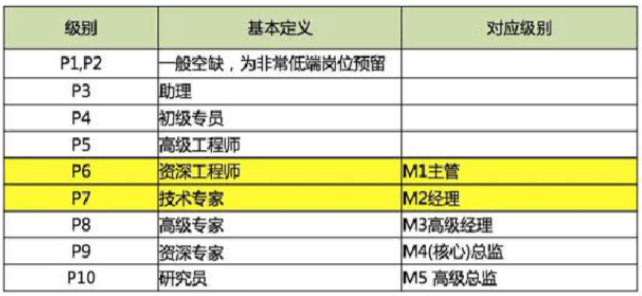 级别 基本定义 对应级别
P1,P2 一般空缺，为非常低端岗位预留
P3 助理
P4 初级专员
P5 高级工程师
P6 资深工程师 M1主管
P7 技术专家 M2经理
P8 高级专家 M3高级经理
P9 资深专家 M4(核心)总监
P10 研究员 M5 高级总监